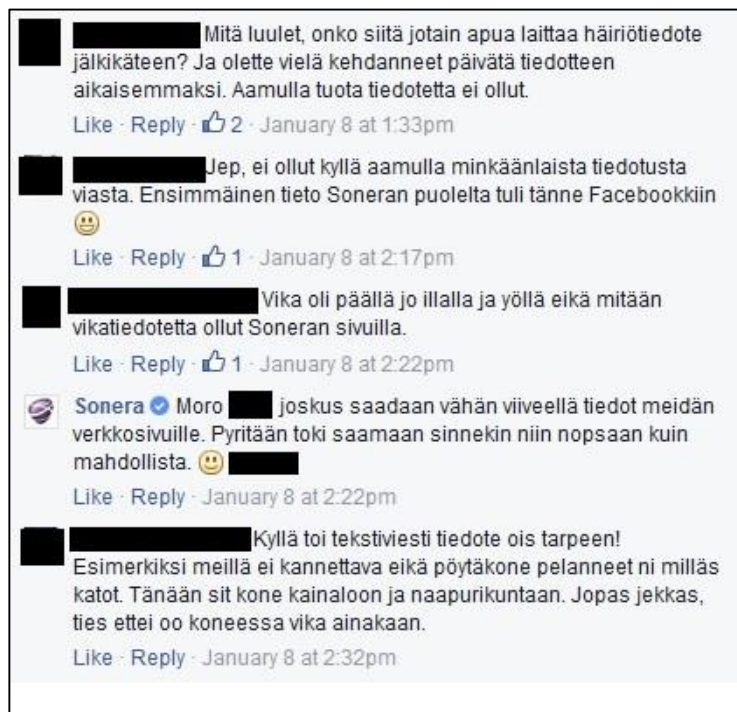 Mitä luulet, onko siitä jotain apua laittaa häiriötiedote
jälkikäteen? Ja olette vielä kehdanneet päivätä tiedotteen
aikaisemmaksi. Aamulla tuota tiedotetta ei ollut.
Like · Reply · 2 · January 8 at 1:33pm
Jep, ei ollut kyllä aamulla minkäänlaista tiedotusta
viasta. Ensimmäinen tieto Soneran puolelta tuli tänne Facebookkiin
Like · Reply · 1 · January 8 at 2:17pm
Vika oli päällä jo illalla ja yöllä eikä mitään
vikatiedotetta ollut Soneran sivuilla.
Like · Reply · 1 · January 8 at 2:22pm
Sonera Moro joskus saadaan vähän viiveellä tiedot meidän
verkkosivuille. Pyritään toki saamaan sinnekin niin nopsaan kuin
mahdollista.
Like · Reply · January 8 at 2:22pm
Kyllä toi tekstiviesti tiedote ois tarpeen!
Esimerkiksi meillä ei kannettava eikä pöytäkone pelanneet ni milläs
katot. Tänään sit kone kainaloon ja naapurikuntaan. Jopas jekkas,
ties ettei oo koneessa vika ainakaan.
Like · Reply · January 8 at 2:32pm